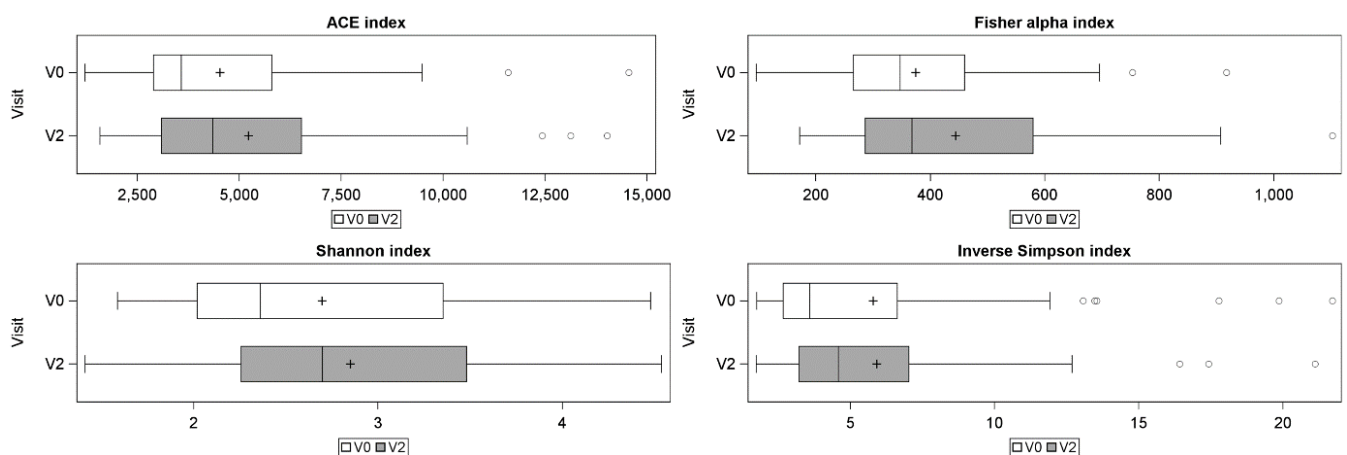 ACE index
Visit
V0
V2
2,500 5,000 7,500 10,000 12,500 15,000
V0 V2
Fisher alpha index
Visit
V0
V2
200 400 600 800 1,000
V0 V2
Shannon index
Visit
V0
V2
2 3 4
V0 V2
Inverse Simpson index
Visit
V0
V2
5 10 15 20
V0 V2